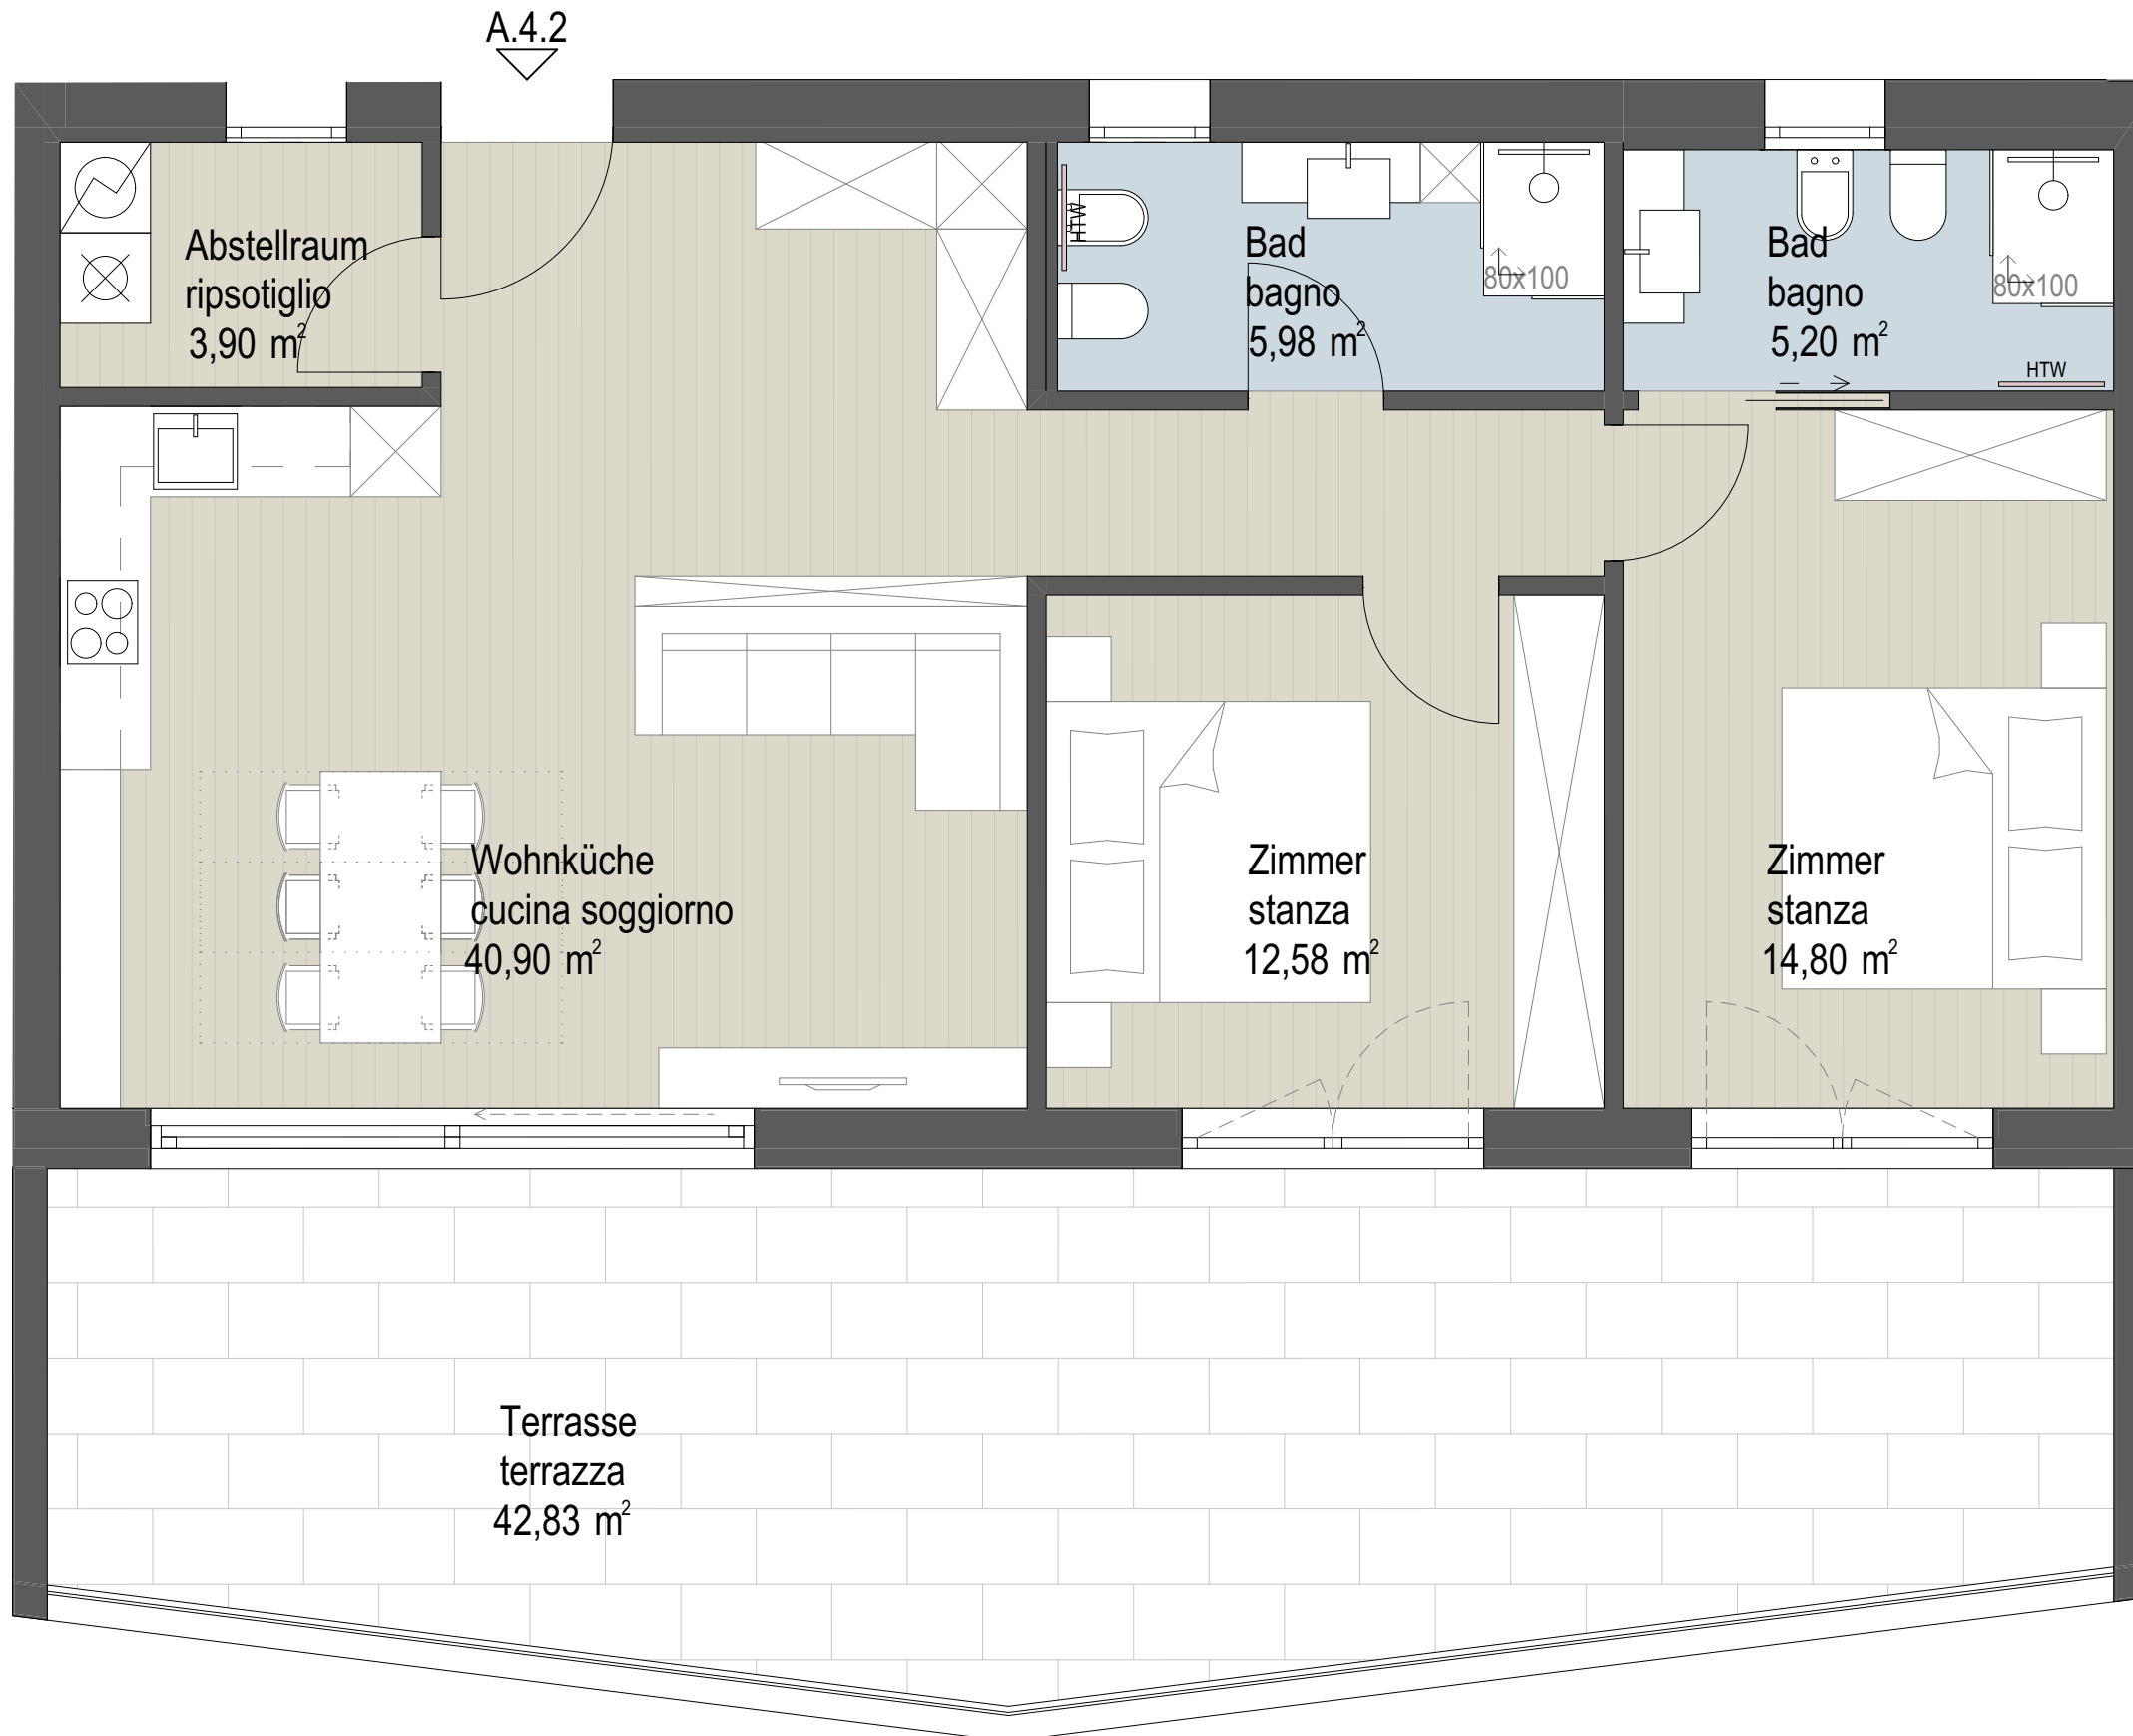 A.4.2
Abstellraum
ripsotiglio
3,90 m²
HTW
Bad
bagno
5,98 m²
80x100
Bad
bagno
5,20 m²
80x100
HTW
Wohnküche
cucina soggiorno
40,90 m²
Zimmer
stanza
12,58 m²
Zimmer
stanza
14,80 m²
Terrasse
terrazza
42,83 m²